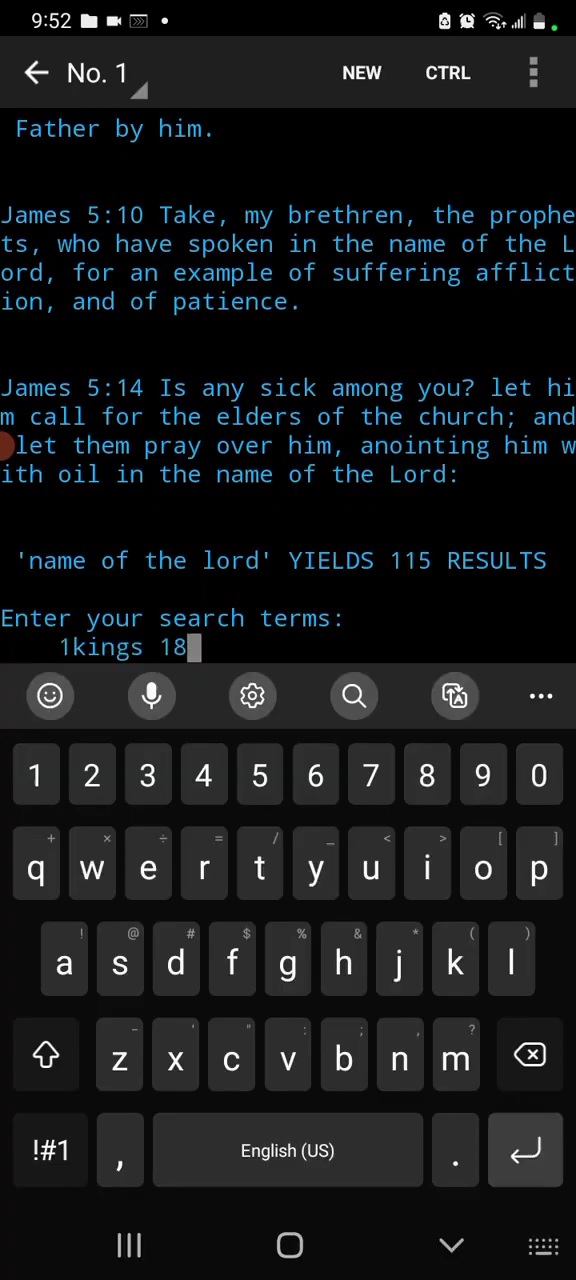 9:52
No. 1 NEW CTRL
Father by him.
James 5:10 Take, my brethren, the prophe
ts, who have spoken in the name of the L
ord, for an example of suffering afflict
ion, and of patience.
James 5:14 Is any sick among you? let hi
m call for the elders of the church; and
let them pray over him, anointing him w
ith oil in the name of the Lord:
'name of the lord' YIELDS 115 RESULTS
Enter your search terms:
1kings 18
1 2 3 4 5 6 7 8 9 0
+ × ÷ = / _ < > [ ]
q w e r t y u i o p
! @ # $ % & * ( )
a s d f g h j k l
- ' " : ; , ?
z x c v b n m
!#1 , English (US) .